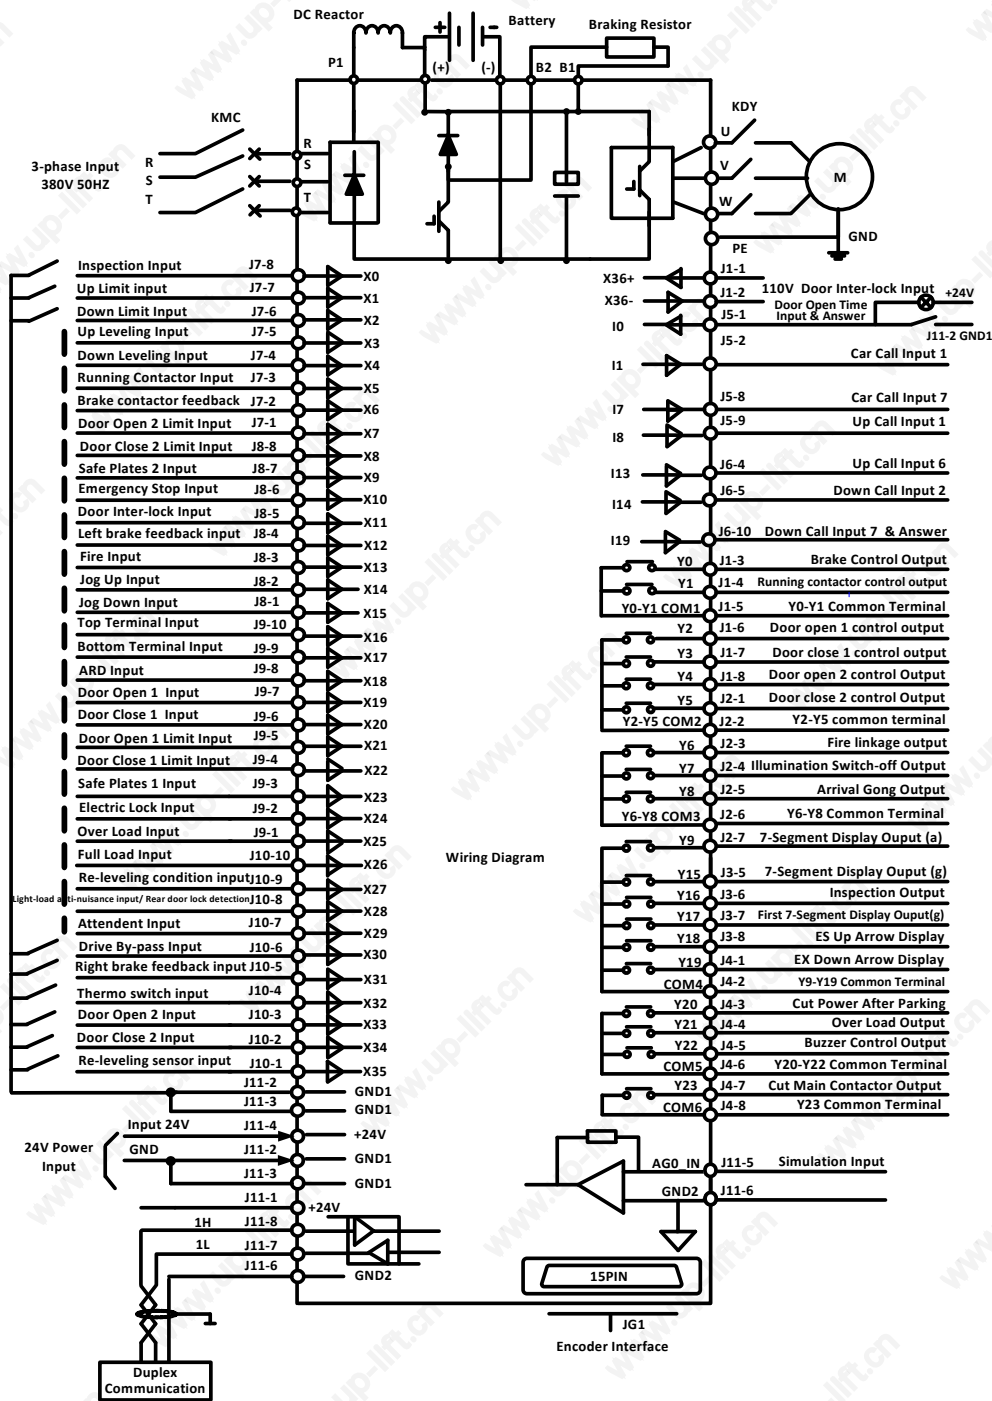 DC Reactor
Battery
Braking Resistor
+
-
P1
(+)
(-)
B2 B1
KMC
KDY
3-phase Input
380V 50HZ
R
S
T
R
S
T
U
V
W
M
PE
GND
Inspection Input J7-8 X0
Up Limit input J7-7 X1
Down Limit Input J7-6 X2
Up Leveling Input J7-5 X3
Down Leveling Input J7-4 X4
Running Contactor Input J7-3 X5
Brake contactor feedback J7-2 X6
Door Open 2 Limit Input J7-1 X7
Door Close 2 Limit Input J8-8 X8
Safe Plates 2 Input J8-7 X9
Emergency Stop Input J8-6 X10
Door Inter-lock Input J8-5 X11
Left brake feedback input J8-4 X12
Fire Input J8-3 X13
Jog Up Input J8-2 X14
Jog Down Input J8-1 X15
Top Terminal Input J9-10 X16
Bottom Terminal Input J9-9 X17
ARD Input J9-8 X18
Door Open 1 Input J9-7 X19
Door Close 1 Input J9-6 X20
Door Open 1 Limit Input J9-5 X21
Door Close 1 Limit Input J9-4 X22
Safe Plates 1 Input J9-3 X23
Electric Lock Input J9-2 X24
Over Load Input J9-1 X25
Full Load Input J10-10 X26
Re-leveling condition input J10-9 X27
Light-load anti-nuisance input/ Rear door lock detection J10-8 X28
Attendent Input J10-7 X29
Drive By-pass Input J10-6 X30
Right brake feedback input J10-5 X31
Thermo switch input J10-4 X32
Door Open 2 Input J10-3 X33
Door Close 2 Input J10-2 X34
Re-leveling sensor input J10-1 X35
J11-2 GND1
J11-3 GND1
24V Power
Input
Input 24V J11-4 +24V
GND J11-2 GND1
J11-3 GND1
J11-1 +24V
1H J11-8
1L J11-7
J11-6 GND2
Duplex
Communication
Wiring Diagram
X36+ J1-1
X36- J1-2 110V Door Inter-lock Input
I0 J5-1 Door Open Time
Input & Answer
+24V
J11-2 GND1
J5-2
I1 Car Call Input 1
I7 J5-8 Car Call Input 7
I8 J5-9 Up Call Input 1
I13 J6-4 Up Call Input 6
I14 J6-5 Down Call Input 2
I19 J6-10 Down Call Input 7 & Answer
Y0 J1-3 Brake Control Output
Y1 J1-4 Running contactor control output
Y0-Y1 COM1 J1-5 Y0-Y1 Common Terminal
Y2 J1-6 Door open 1 control output
Y3 J1-7 Door close 1 control output
Y4 J1-8 Door open 2 control Output
Y5 J2-1 Door close 2 control Output
Y2-Y5 COM2 J2-2 Y2-Y5 common terminal
Y6 J2-3 Fire linkage output
Y7 J2-4 Illumination Switch-off Output
Y8 J2-5 Arrival Gong Output
Y6-Y8 COM3 J2-6 Y6-Y8 Common Terminal
Y9 J2-7 7-Segment Display Ouput (a)
Y15 J3-5 7-Segment Display Ouput (g)
Y16 J3-6 Inspection Output
Y17 J3-7 First 7-Segment Display Ouput(g)
Y18 J3-8 ES Up Arrow Display
Y19 J4-1 EX Down Arrow Display
COM4 J4-2 Y9-Y19 Common Terminal
Y20 J4-3 Cut Power After Parking
Y21 J4-4 Over Load Output
Y22 J4-5 Buzzer Control Output
COM5 J4-6 Y20-Y22 Common Terminal
Y23 J4-7 Cut Main Contactor Output
COM6 J4-8 Y23 Common Terminal
AG0_IN J11-5 Simulation Input
GND2 J11-6
15PIN
JG1
Encoder Interface
www.up-lift.cn